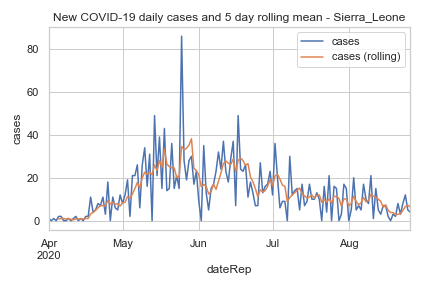 New COVID-19 daily cases and 5 day rolling mean - Sierra_Leone
cases
cases (rolling)
80
60
40
20
0
cases
Apr
2020
May
Jun
Jul
Aug
dateRep